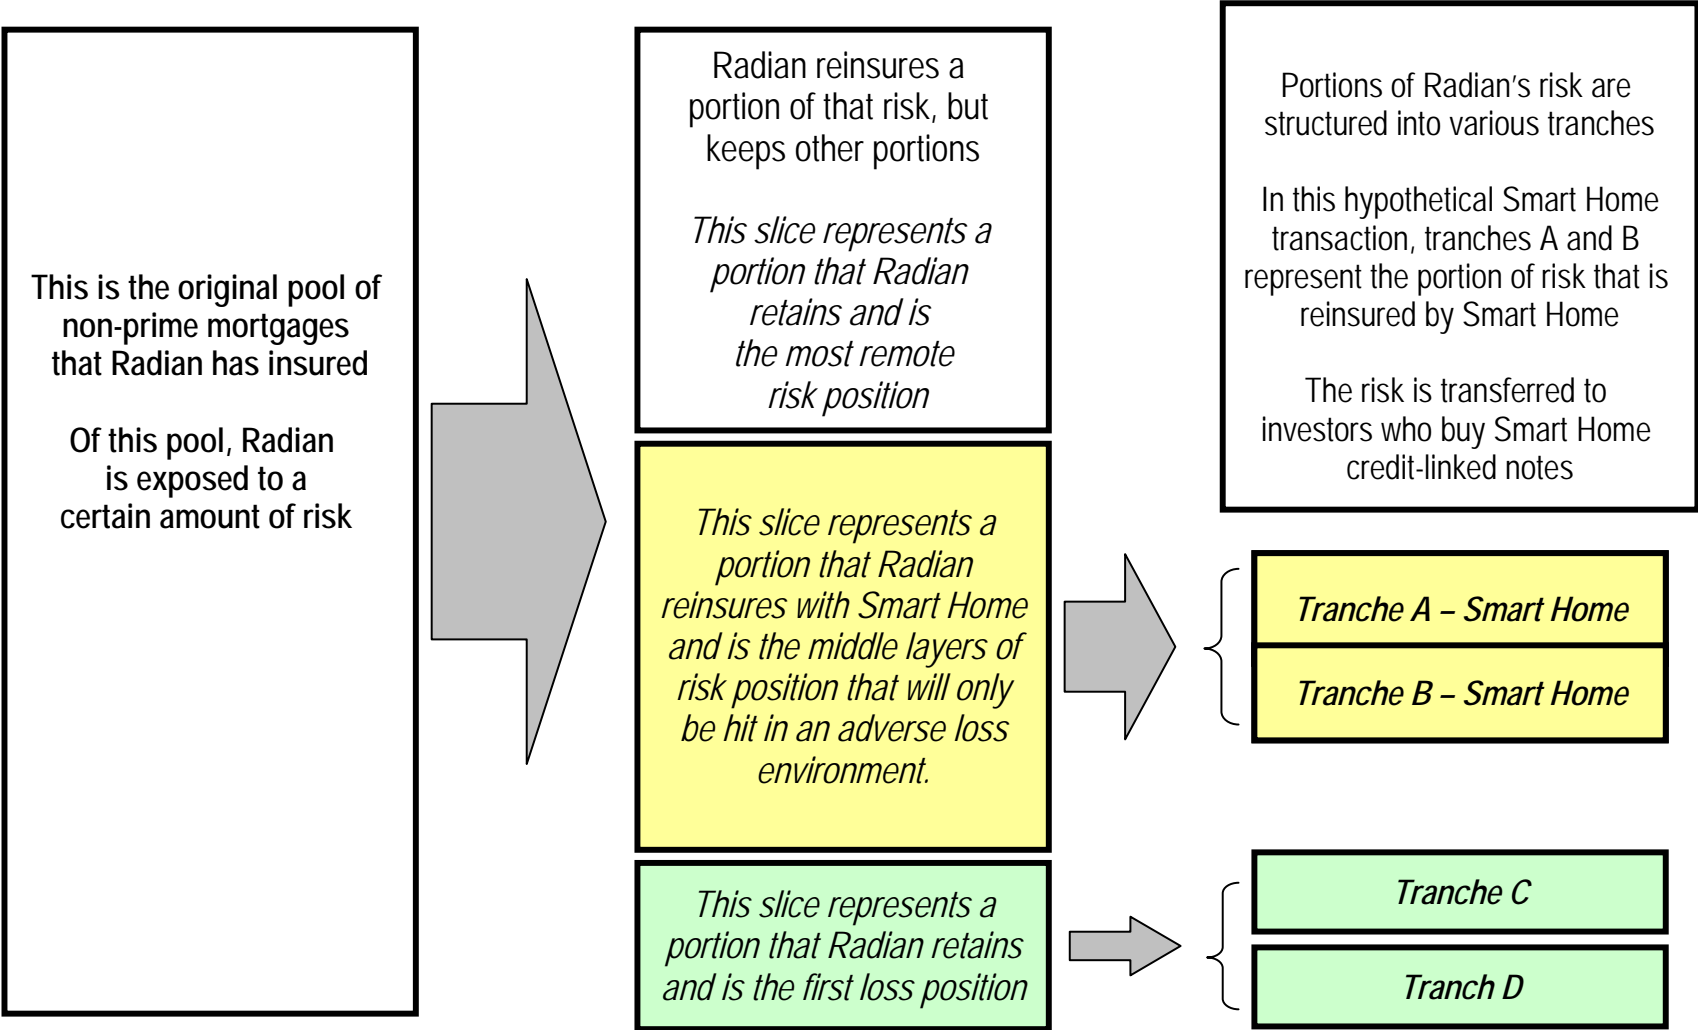 This is the original pool of
non-prime mortgages
that Radian has insured
Of this pool, Radian
is exposed to a
certain amount of risk
Radian reinsures a
portion of that risk, but
keeps other portions
This slice represents a
portion that Radian
retains and is
the most remote
risk position
This slice represents a
portion that Radian
reinsures with Smart Home
and is the middle layers of
risk position that will only
be hit in an adverse loss
environment.
This slice represents a
portion that Radian retains
and is the first loss position
Portions of Radian’s risk are
structured into various tranches
In this hypothetical Smart Home
transaction, tranches A and B
represent the portion of risk that is
reinsured by Smart Home
The risk is transferred to
investors who buy Smart Home
credit-linked notes
Tranche A – Smart Home
Tranche B – Smart Home
Tranche C
Tranch D